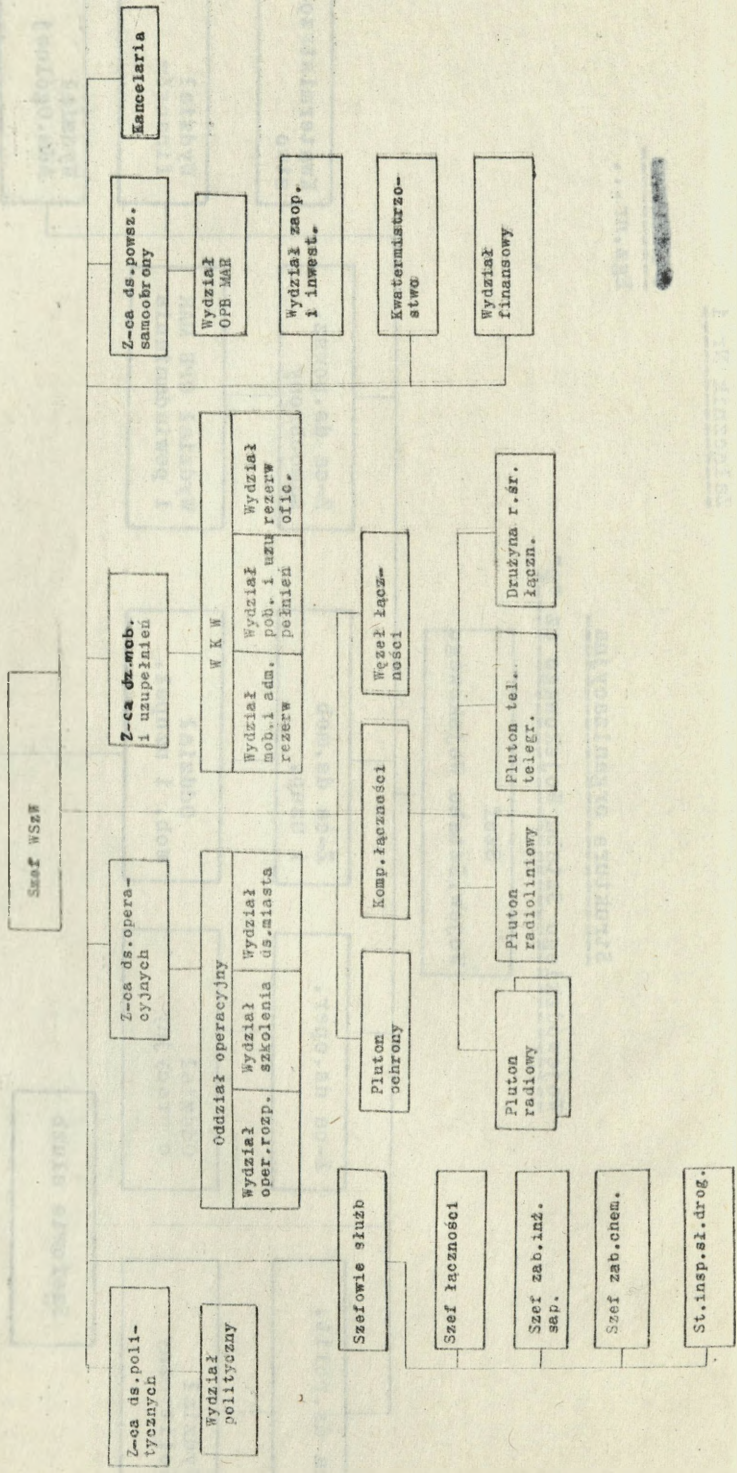 Szef WSzW
Z-ca ds.poli-
tycznych
Wydział
polityczny
Z-ca ds.opera-
cyjnych
Oddział operacyjny
Wydział
oper.rozp.
Wydział
szkolenia
Wydział
ds.miasta
Z-ca dz.mob.
i uzupełnień
W K W
Wydział
mob.i adm.
rezerw
Wydział
pob. i uzu
pełnień
Wydział
rezerw
ofic.
Z-ca ds.powsz.
samoobrony
Wydział
OPB MAR
Kancelaria
Wydział zaop.
i inwest.
Kwatermistrzo-
stwo
Wydział
finansowy
Szefowie służb
Szef łączności
Szef zab.inż.
sap.
Szef zab.chem.
St.insp.sł.drog.
Pluton
ochrony
Komp.łączności
Węzeł łącz-
ności
Pluton
radiowy
Pluton
radioliniowy
Pluton tel.
telegr.
Drużyna r.śr.
łączn.